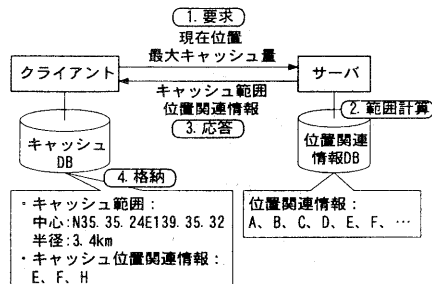 1. 要求
現在位置
最大キャッシュ量
クライアント
サーバ
キャッシュ範囲
位置関連情報
3. 応答
2. 範囲計算
キャッシュ
DB
位置関連
情報DB
4. 格納
・キャッシュ範囲：
中心:N35.35.24E139.35.32
半径:3.4km
・キャッシュ位置関連情報：
E、F、H
位置関連情報：
A、B、C、D、E、F、…